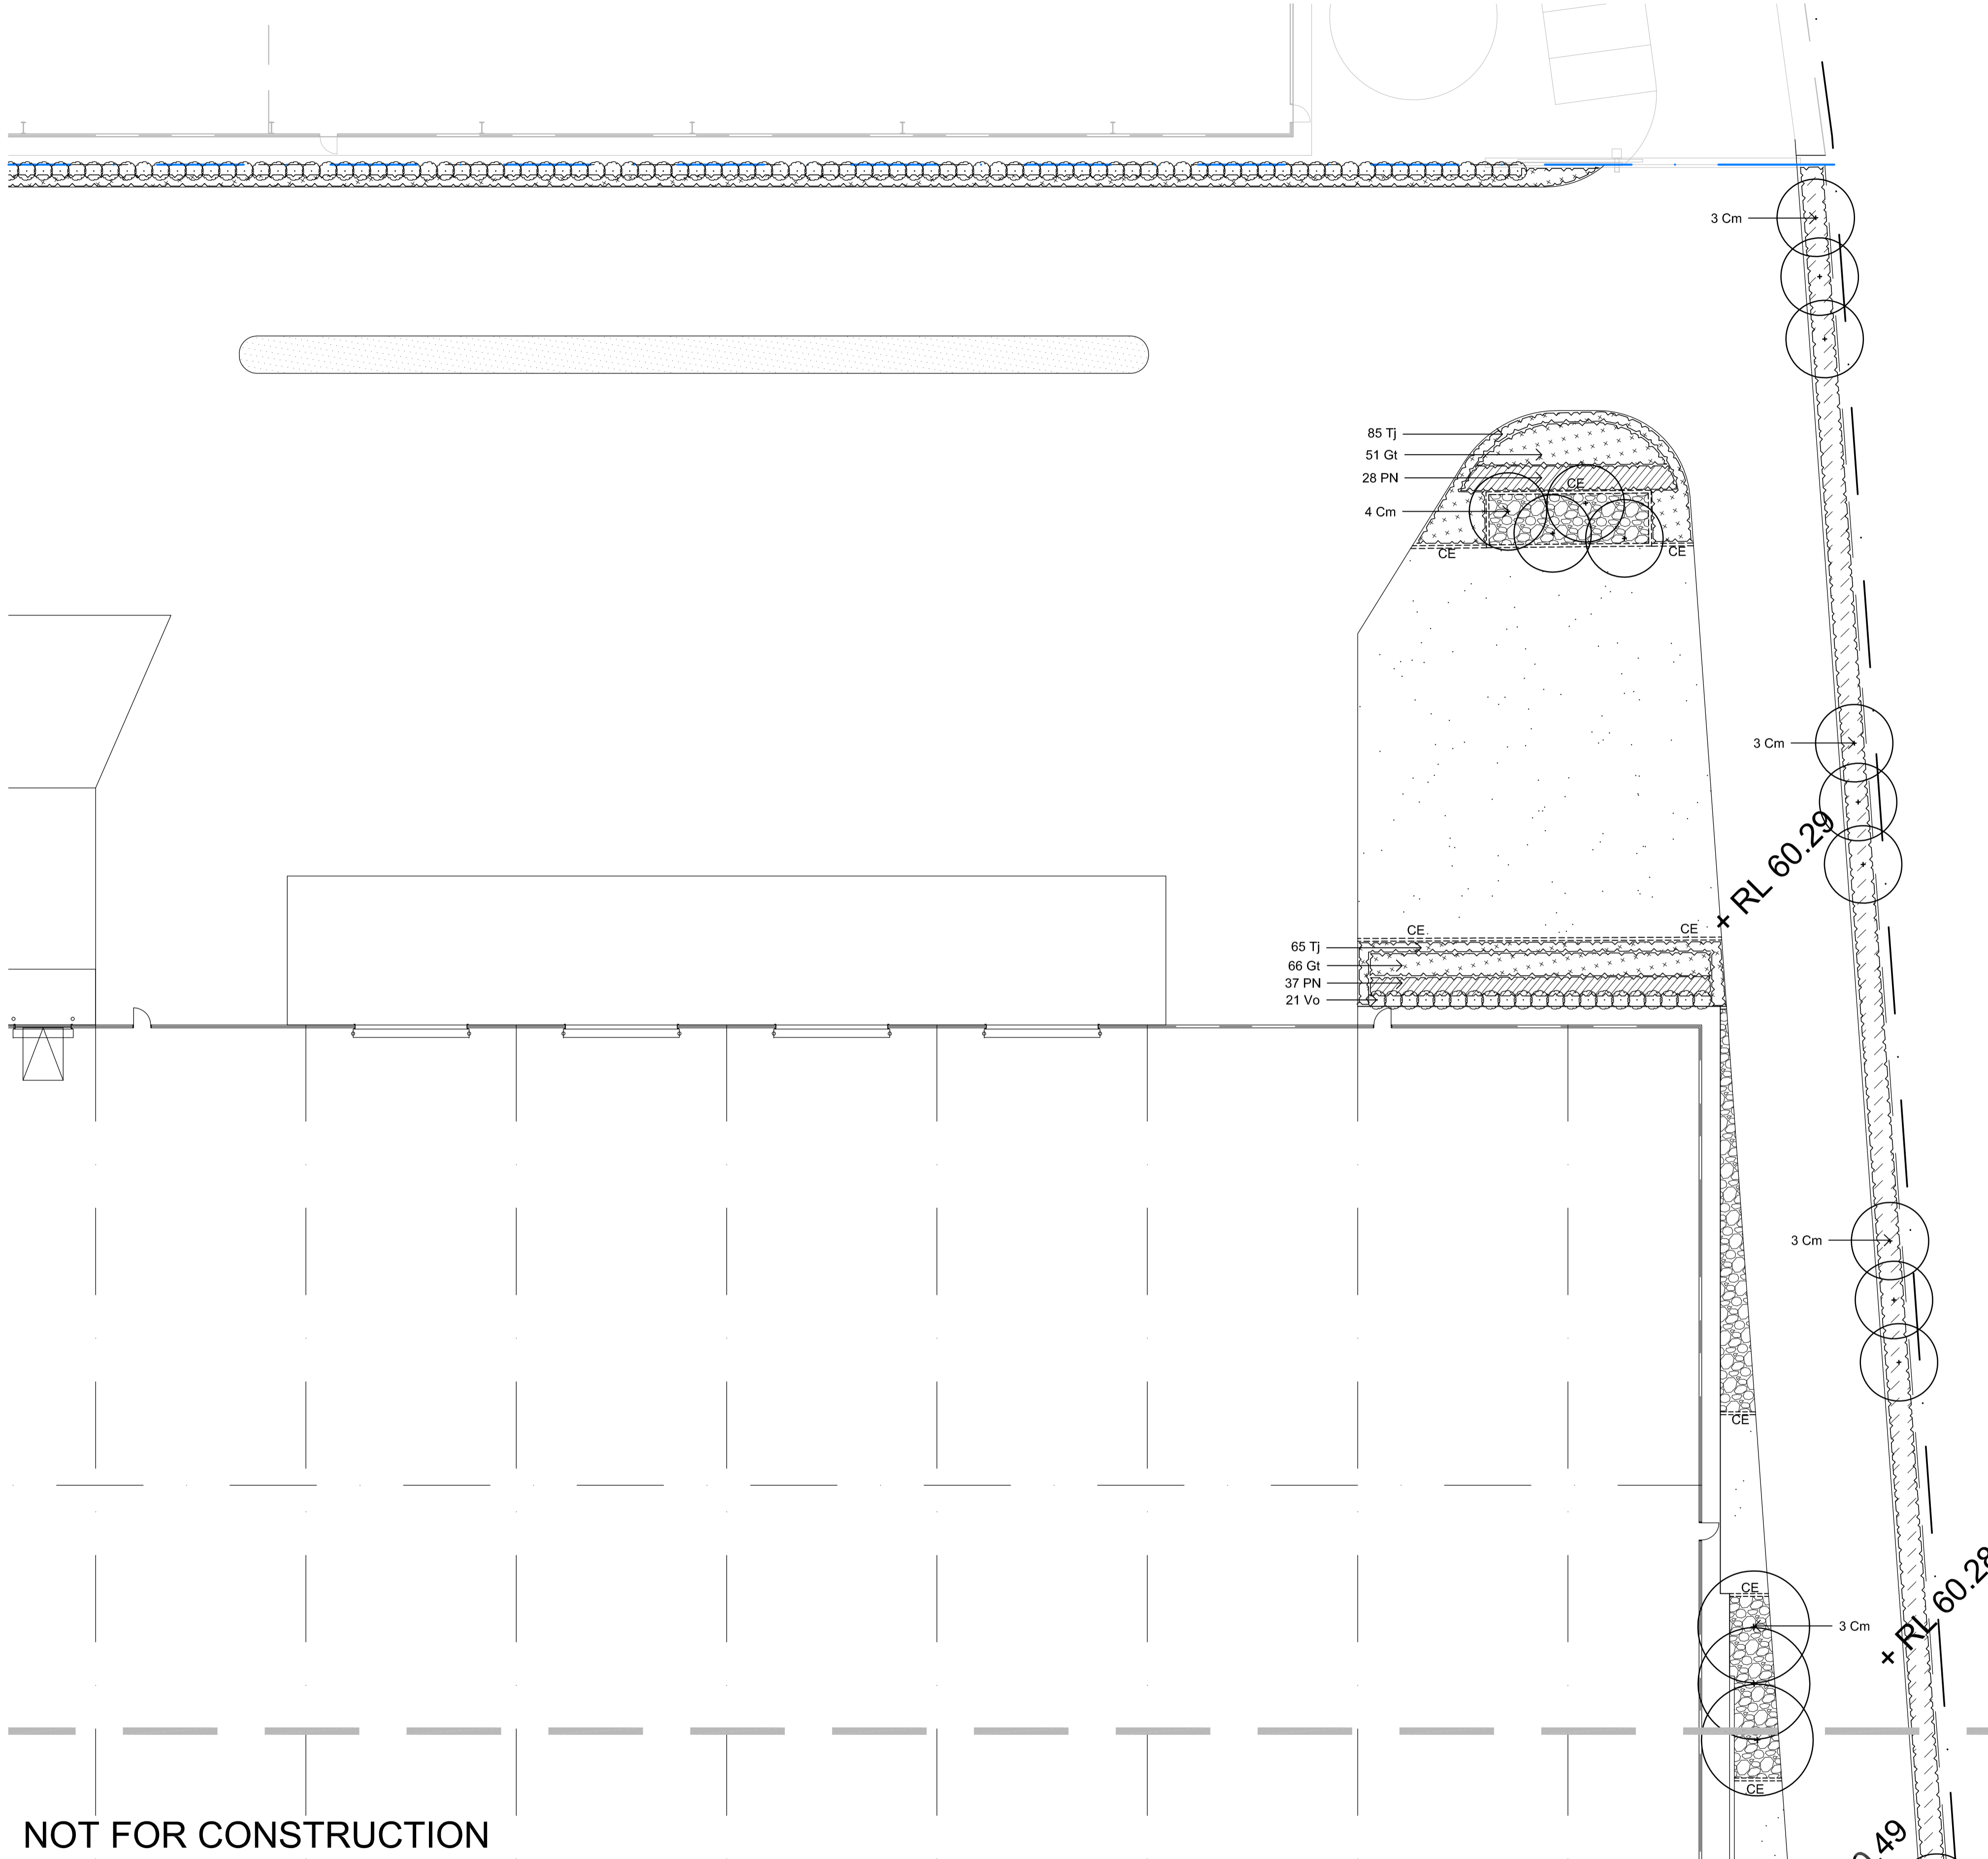 3 Cm
85 Tj
51 Gt
28 PN
CE
4 Cm
CE
CE
3 Cm
+ RL 60.29
CE
CE
65 Tj
66 Gt
37 PN
21 Vo
3 Cm
CE
+ RL 60.28
CE
3 Cm
CE
NOT FOR CONSTRUCTION